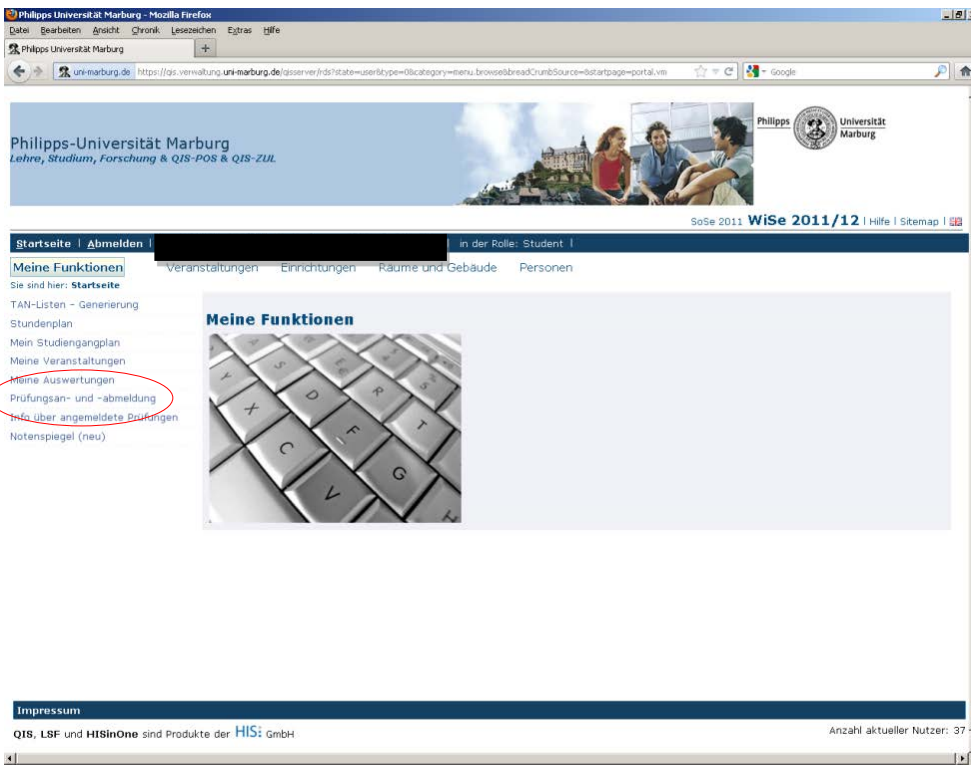 Philipps Universität Marburg - Mozilla Firefox
Datei Bearbeiten Ansicht Chronik Lesezeichen Extras Hilfe
Philipps Universität Marburg
uni-marburg.de https://qis.verwaltung.uni-marburg.de/qisserver/rds?state=user&type=0&category=menu.browse&breadCrumbSource=&startpage=portal.vm Google
Philipps-Universität Marburg
Lehre, Studium, Forschung & QIS-POS & QIS-ZUL
Philipps Universität
Marburg
SoSe 2011 WiSe 2011/12 | Hilfe | Sitemap |
Startseite | Abmelden | | in der Rolle: Student |
Meine Funktionen Veranstaltungen Einrichtungen Räume und Gebäude Personen
Sie sind hier: Startseite
TAN-Listen - Generierung
Stundenplan
Mein Studiengangplan
Meine Veranstaltungen
Meine Auswertungen
Prüfungsan- und -abmeldung
Info über angemeldete Prüfungen
Notenspiegel (neu)
Meine Funktionen
Y S E
D R 5
X F T
C G
V
Impressum
QIS, LSF und HISinOne sind Produkte der HIS: GmbH
Anzahl aktueller Nutzer: 37